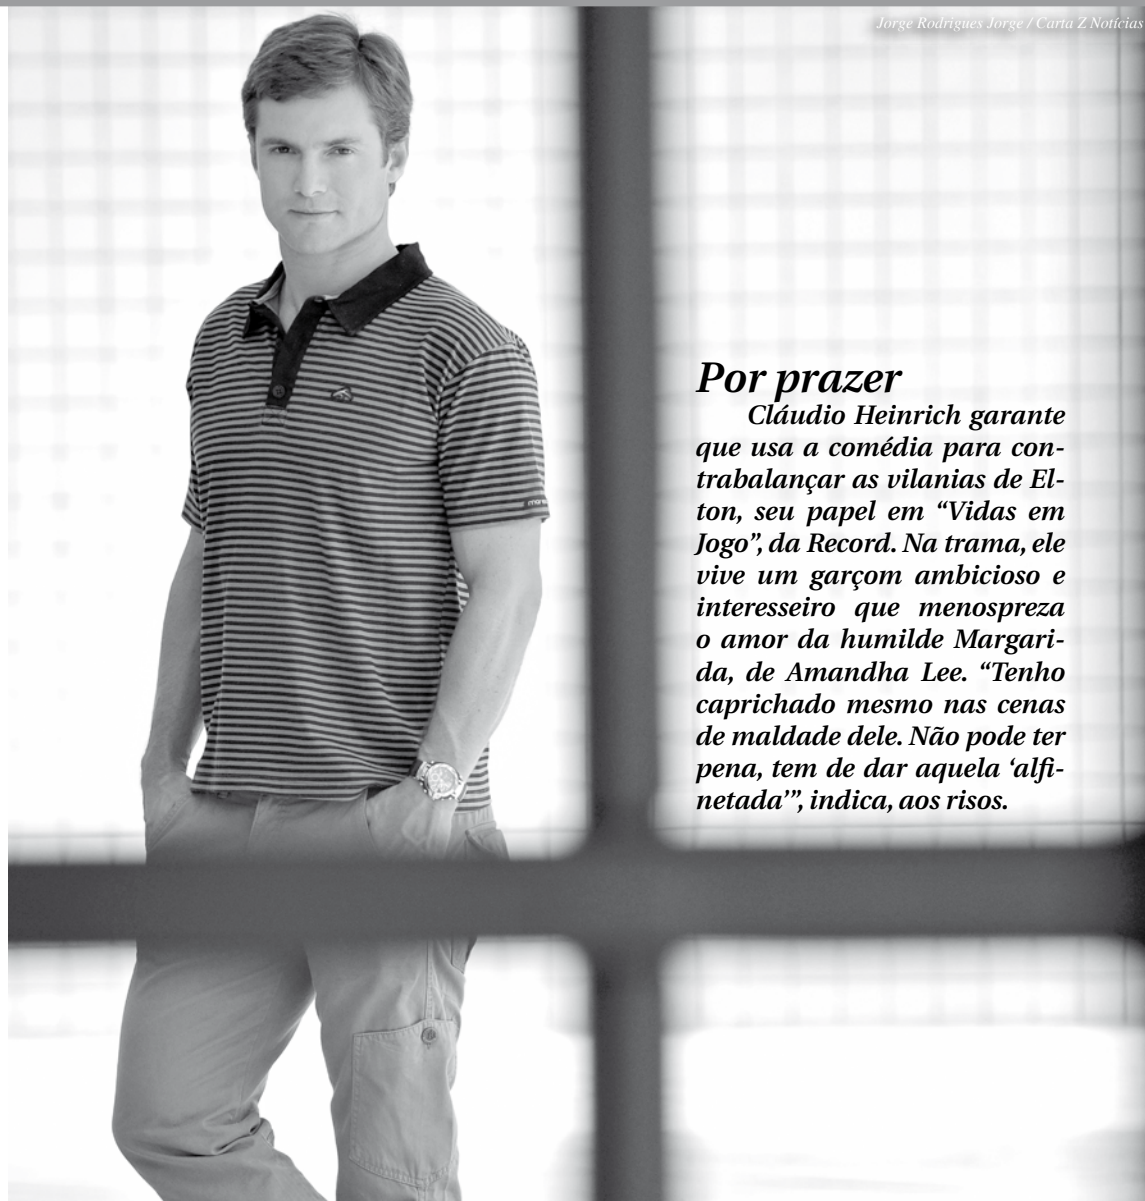 Jorge Rodrigues Jorge / Carta Z Notícias
Por prazer
Cláudio Heinrich garante
que usa a comédia para con-
trabalançar as vilanias de El-
ton, seu papel em “Vidas em
Jogo”, da Record. Na trama, ele
vive um garçom ambicioso e
interesseiro que menospreza
o amor da humilde Margari-
da, de Amandha Lee. “Tenho
caprichado mesmo nas cenas
de maldade dele. Não pode ter
pena, tem de dar aquela ‘alfi-
netada’”, indica, aos risos.